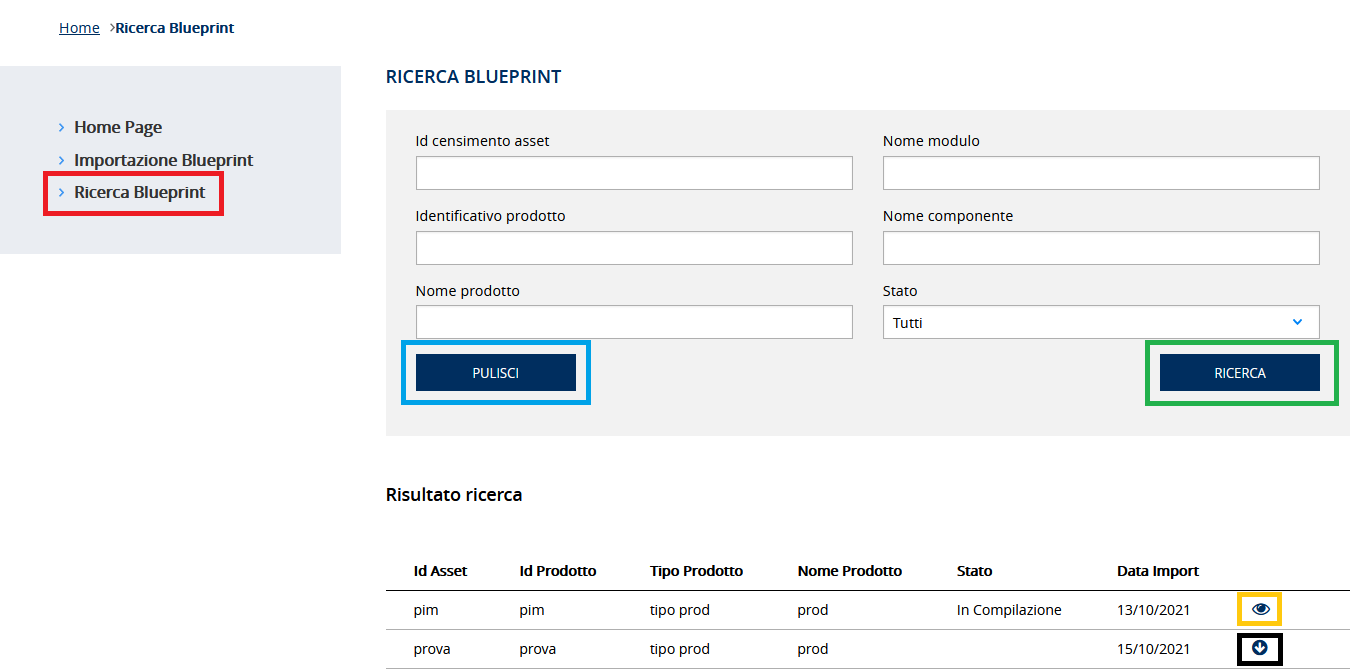 Home ›Ricerca Blueprint
› Home Page
› Importazione Blueprint
› Ricerca Blueprint
RICERCA BLUEPRINT
Id censimento asset
Nome modulo
Identificativo prodotto
Nome componente
Nome prodotto
Stato
Tutti
PULISCI
RICERCA
Risultato ricerca
Id Asset Id Prodotto Tipo Prodotto Nome Prodotto Stato Data Import
pim pim tipo prod prod In Compilazione 13/10/2021
prova prova tipo prod prod 15/10/2021